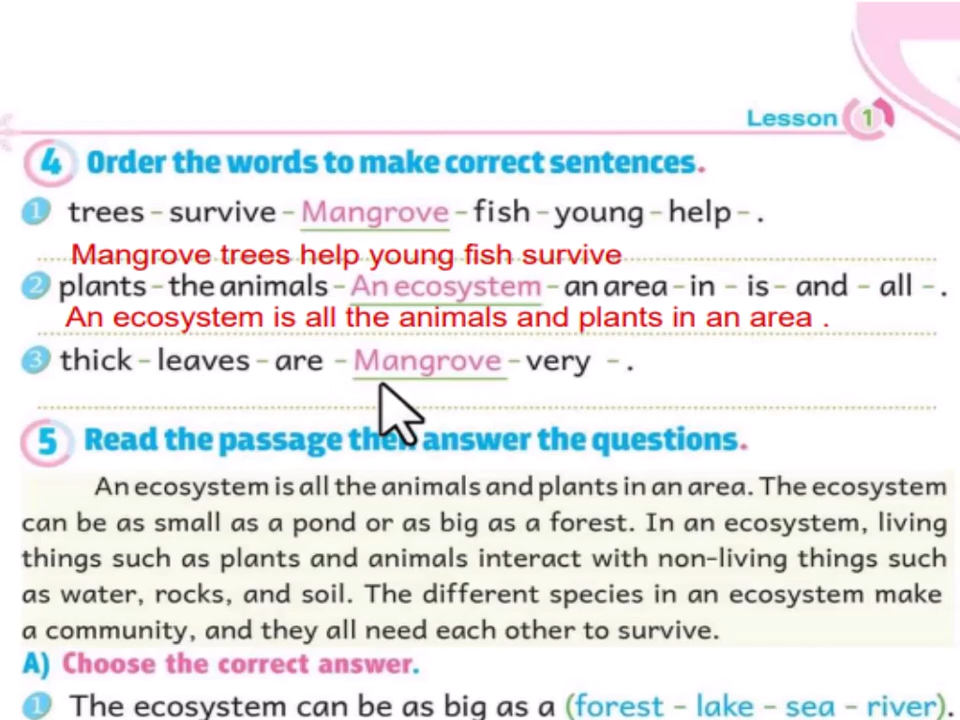 Lesson 1
4 Order the words to make correct sentences.
1 trees - survive - Mangrove - fish - young - help - .
Mangrove trees help young fish survive
2 plants - the animals - An ecosystem - an area - in - is - and - all - .
An ecosystem is all the animals and plants in an area .
3 thick - leaves - are - Mangrove - very - .
5 Read the passage then answer the questions.
An ecosystem is all the animals and plants in an area. The ecosystem
can be as small as a pond or as big as a forest. In an ecosystem, living
things such as plants and animals interact with non-living things such
as water, rocks, and soil. The different species in an ecosystem make
a community, and they all need each other to survive.
A) Choose the correct answer.
1 The ecosystem can be as big as a (forest - lake - sea - river).